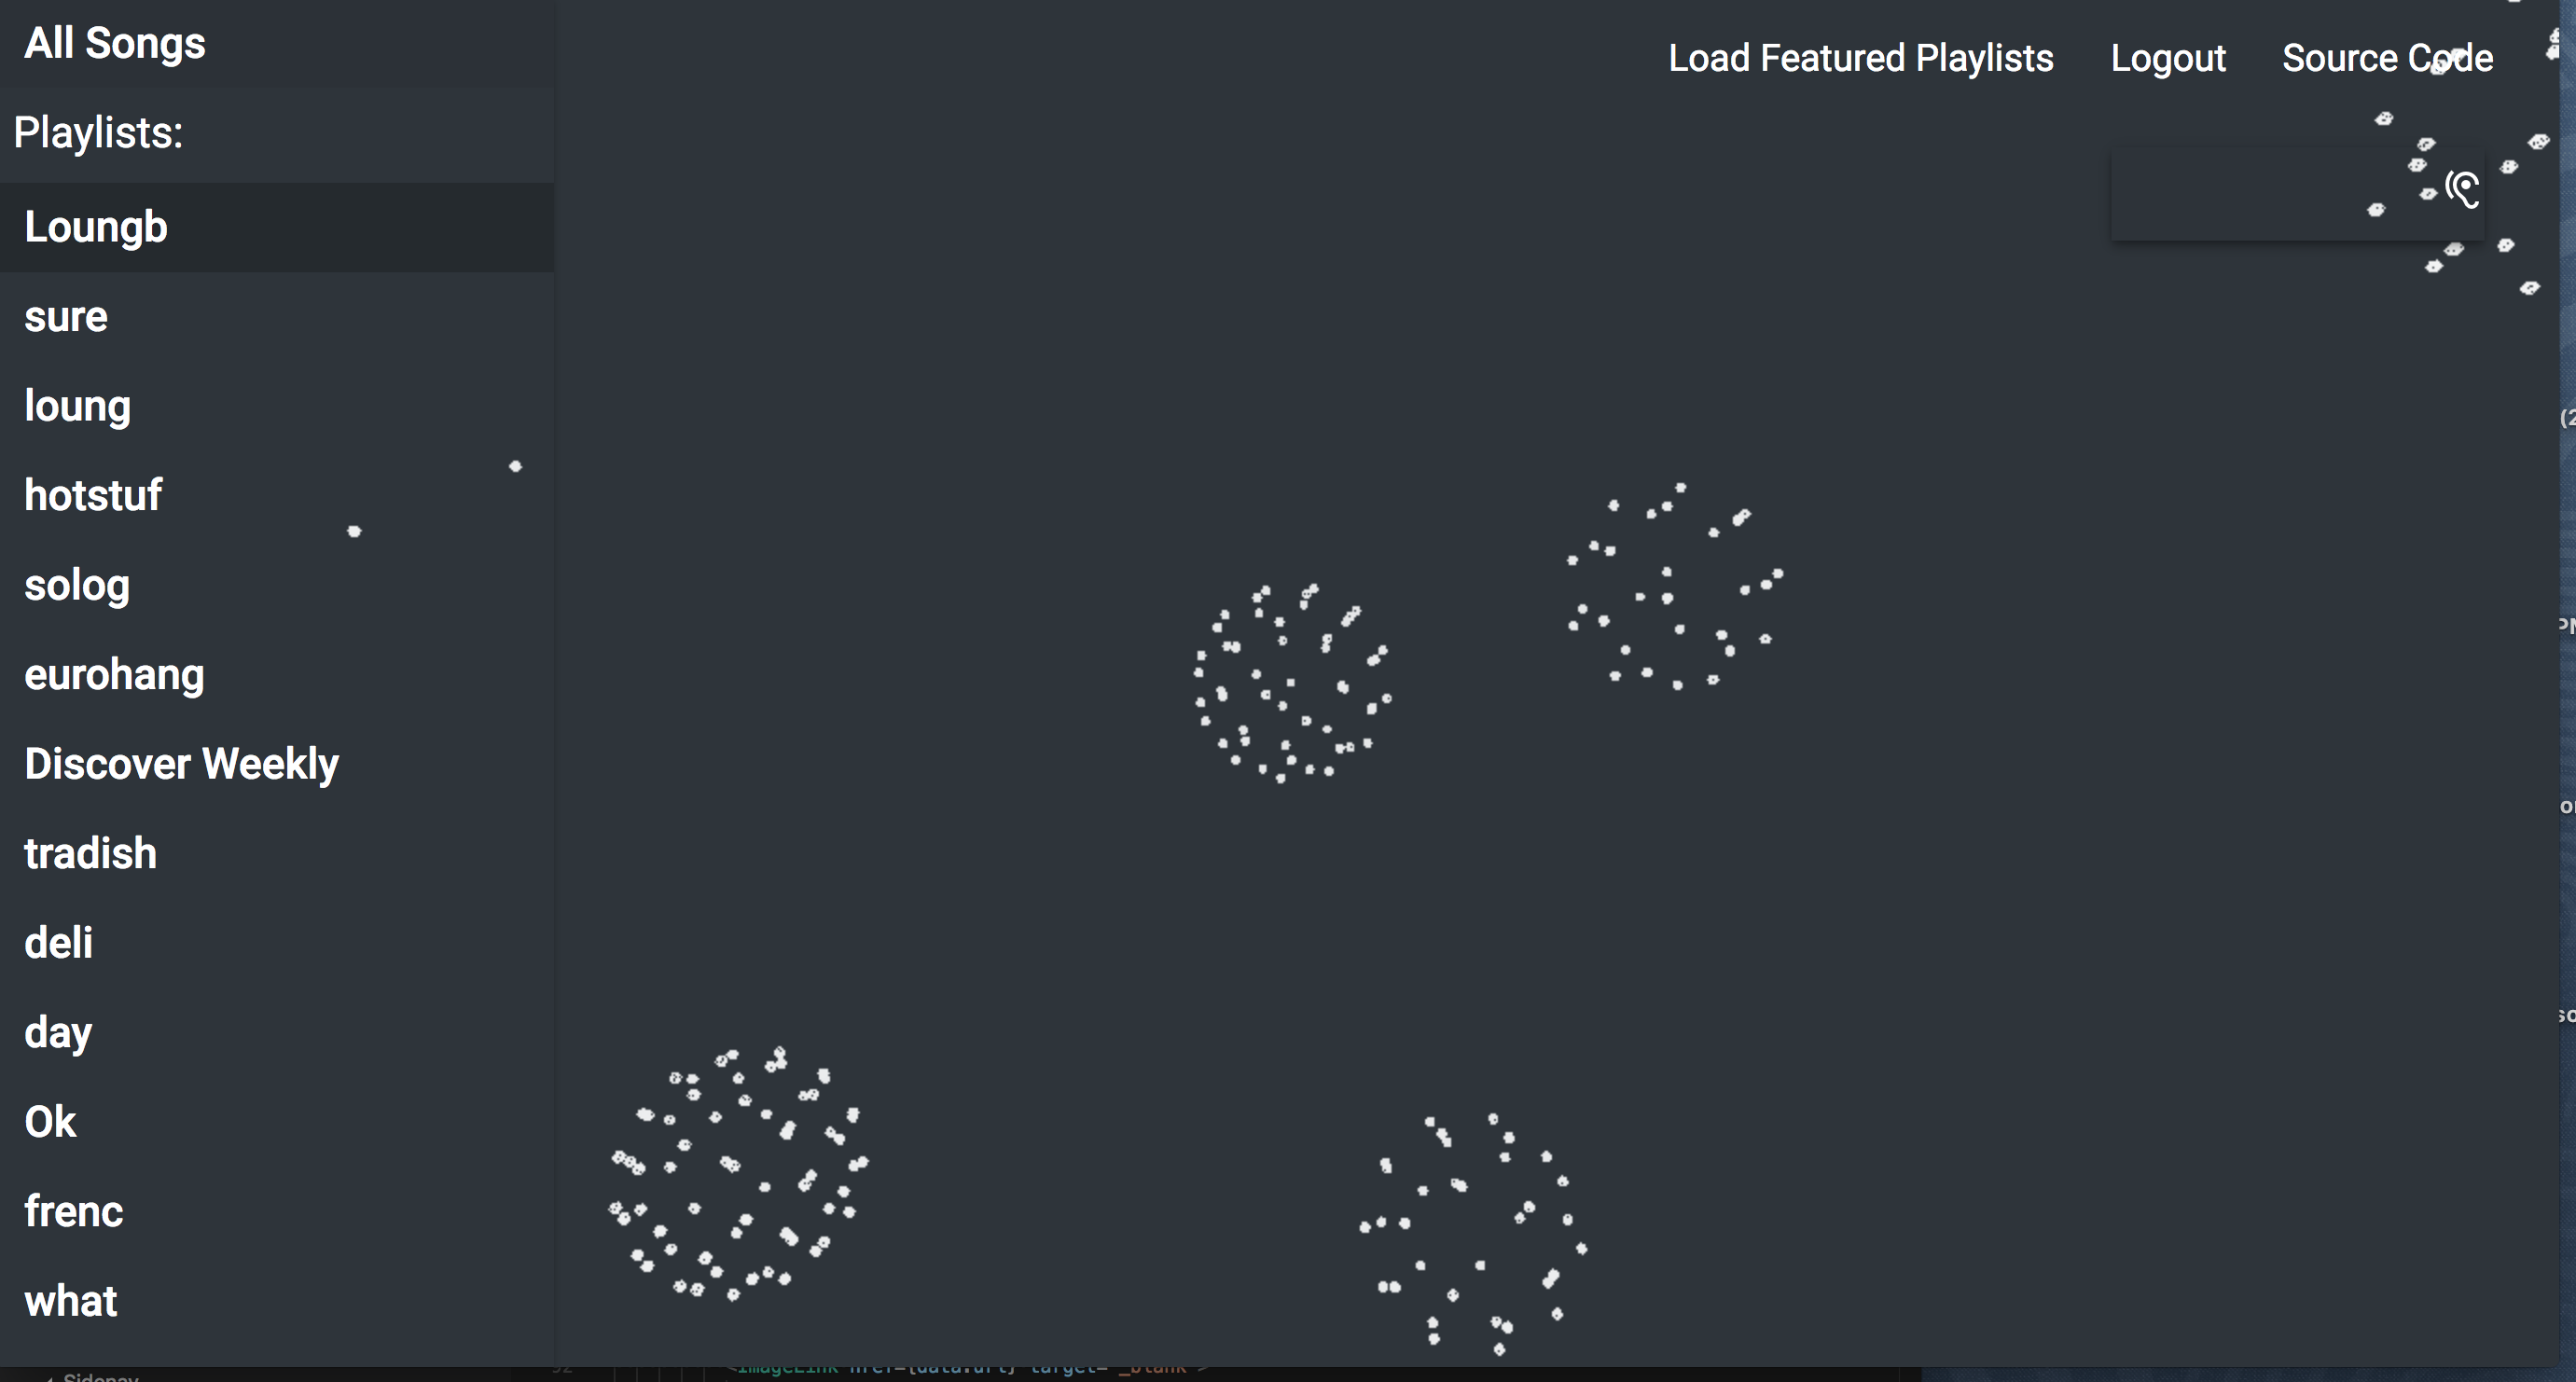 All Songs
Load Featured Playlists Logout Source Code
Playlists:
Loungb
sure
loung
hotstuf
solog
eurohang
Discover Weekly
tradish
deli
day
Ok
frenc
what